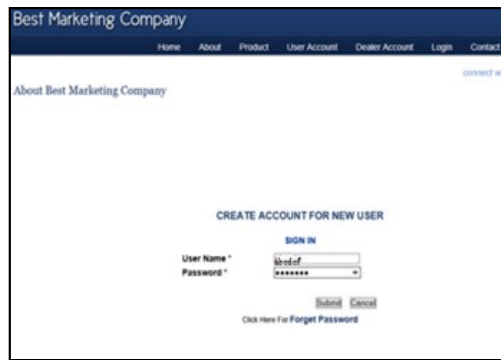 Best Marketing Company
Home About Product User Account Dealer Account Login Contact
connect w
About Best Marketing Company
CREATE ACCOUNT FOR NEW USER
SIGN IN
User Name *
Password * •••••••
Submit Cancel
Click Here For Forget Password